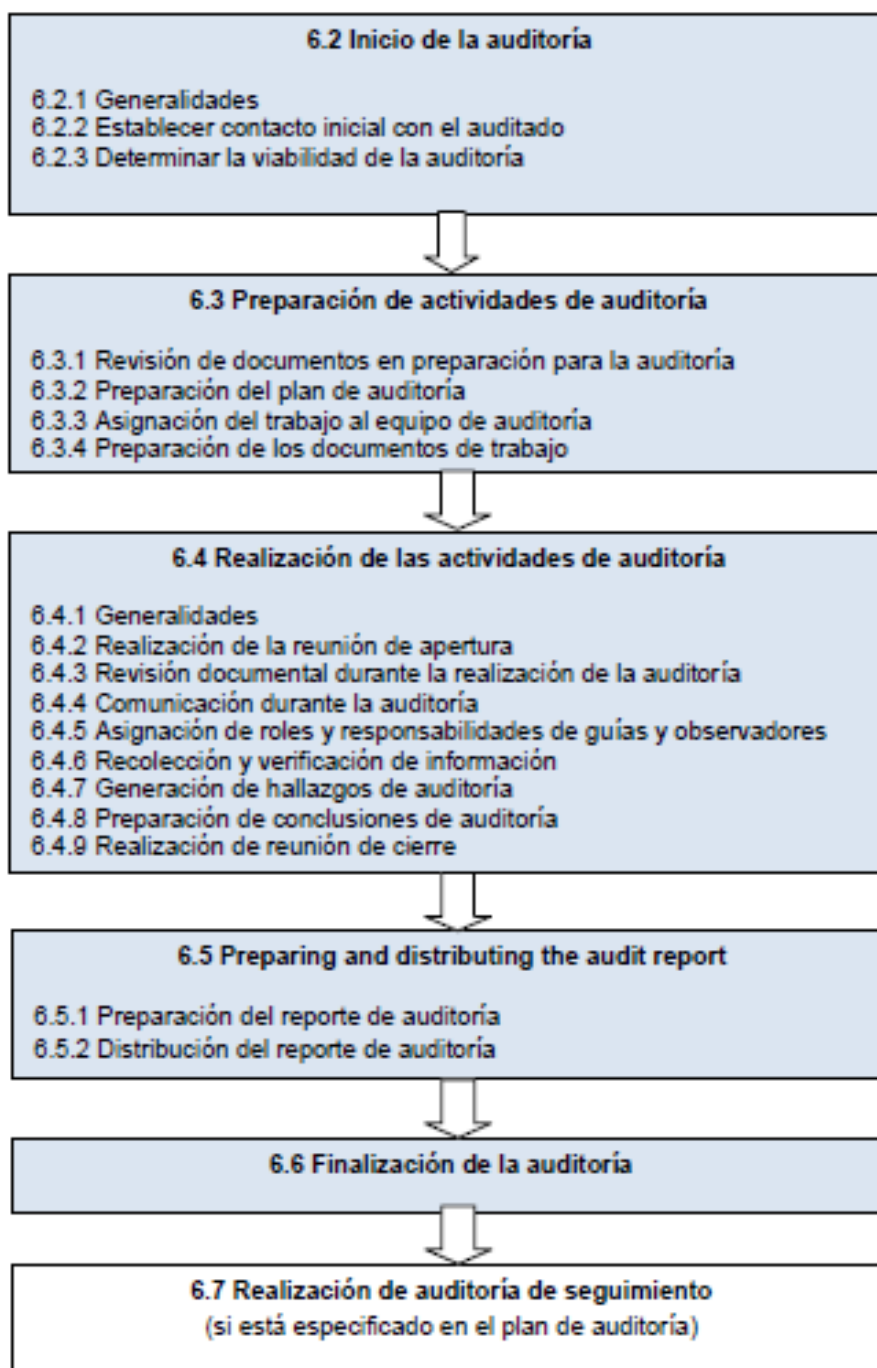 6.2 Inicio de la auditoría
6.2.1 Generalidades
6.2.2 Establecer contacto inicial con el auditado
6.2.3 Determinar la viabilidad de la auditoría
6.3 Preparación de actividades de auditoría
6.3.1 Revisión de documentos en preparación para la auditoría
6.3.2 Preparación del plan de auditoría
6.3.3 Asignación del trabajo al equipo de auditoría
6.3.4 Preparación de los documentos de trabajo
6.4 Realización de las actividades de auditoría
6.4.1 Generalidades
6.4.2 Realización de la reunión de apertura
6.4.3 Revisión documental durante la realización de la auditoría
6.4.4 Comunicación durante la auditoría
6.4.5 Asignación de roles y responsabilidades de guías y observadores
6.4.6 Recolección y verificación de información
6.4.7 Generación de hallazgos de auditoría
6.4.8 Preparación de conclusiones de auditoría
6.4.9 Realización de reunión de cierre
6.5 Preparing and distributing the audit report
6.5.1 Preparación del reporte de auditoría
6.5.2 Distribución del reporte de auditoría
6.6 Finalización de la auditoría
6.7 Realización de auditoría de seguimiento
(si está especificado en el plan de auditoría)